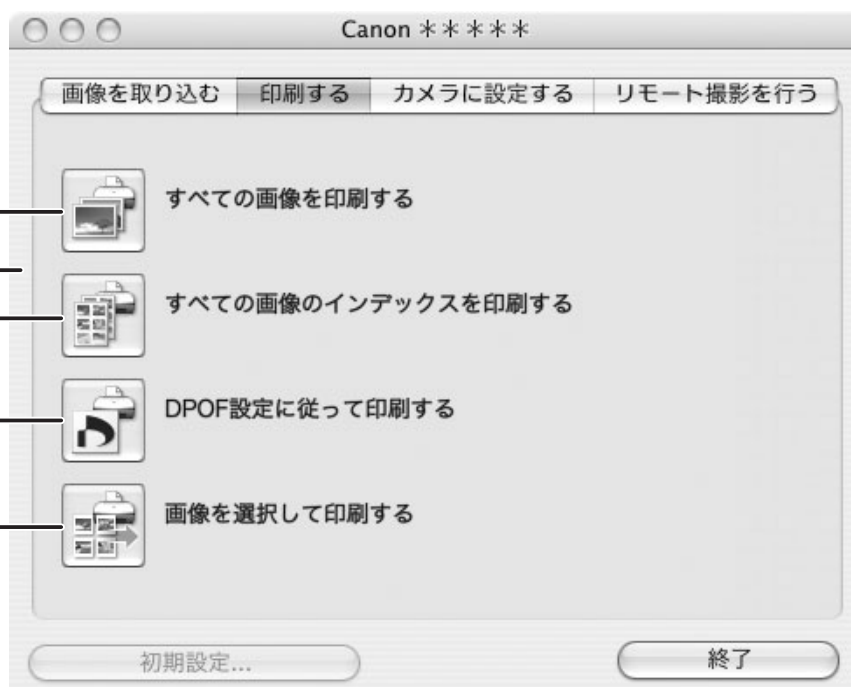 Canon ＊＊＊＊＊
画像を取り込む 印刷する カメラに設定する リモート撮影を行う
すべての画像を印刷する
すべての画像のインデックスを印刷する
DPOF設定に従って印刷する
画像を選択して印刷する
初期設定... 終了